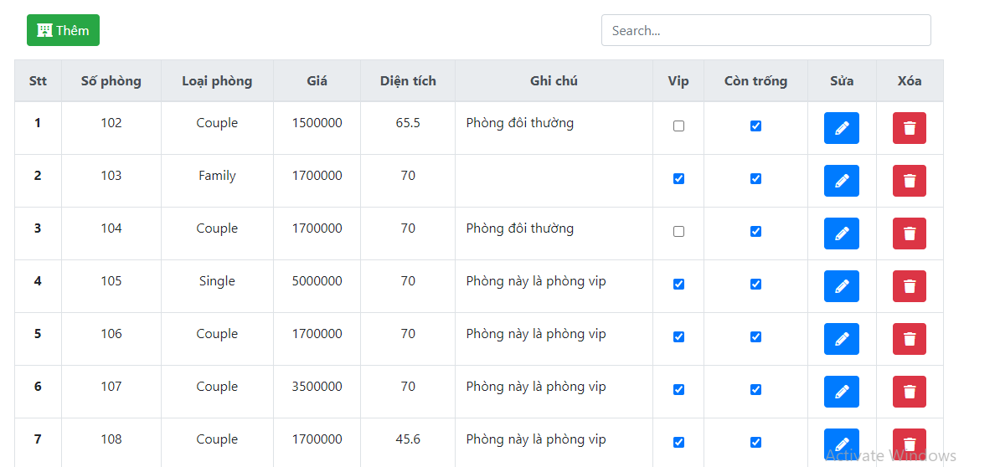 Thêm
Search...
Stt Số phòng Loại phòng Giá Diện tích Ghi chú Vip Còn trống Sửa Xóa
1 102 Couple 1500000 65.5 Phòng đôi thường
2 103 Family 1700000 70
3 104 Couple 1700000 70 Phòng đôi thường
4 105 Single 5000000 70 Phòng này là phòng vip
5 106 Couple 1700000 70 Phòng này là phòng vip
6 107 Couple 3500000 70 Phòng này là phòng vip
7 108 Couple 1700000 45.6 Phòng này là phòng vip
Activate Windows